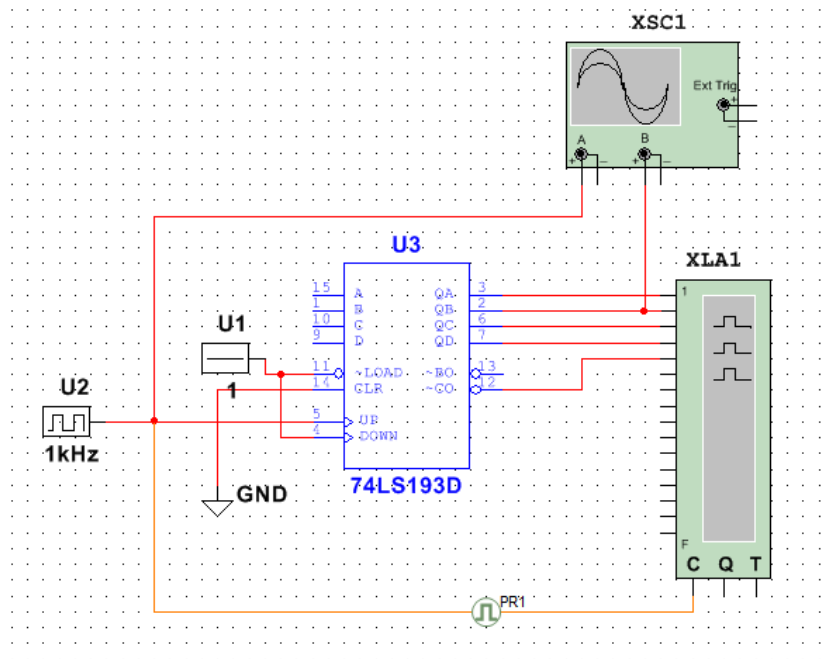 XSC1
Ext Trig
+
_
A
B
+ _ + _
U3
XLA1
15 A QA 3
1 B QB 2
10 C QC 6
9 D QD 7
11 ~LOAD ~BO 13
14 CLR ~CO 12
5 UP
4 DOWN
74LS193D
U1
1
U2
1kHz
GND
1
F
C Q T
PR1